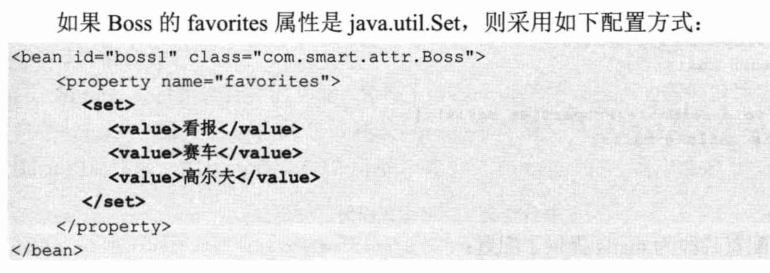 如果 Boss 的 favorites 属性是 java.util.Set，则采用如下配置方式：
<bean id="boss1" class="com.smart.attr.Boss">
    <property name="favorites">
      <set>
        <value>看报</value>
        <value>赛车</value>
        <value>高尔夫</value>
      </set>
    </property>
</bean>